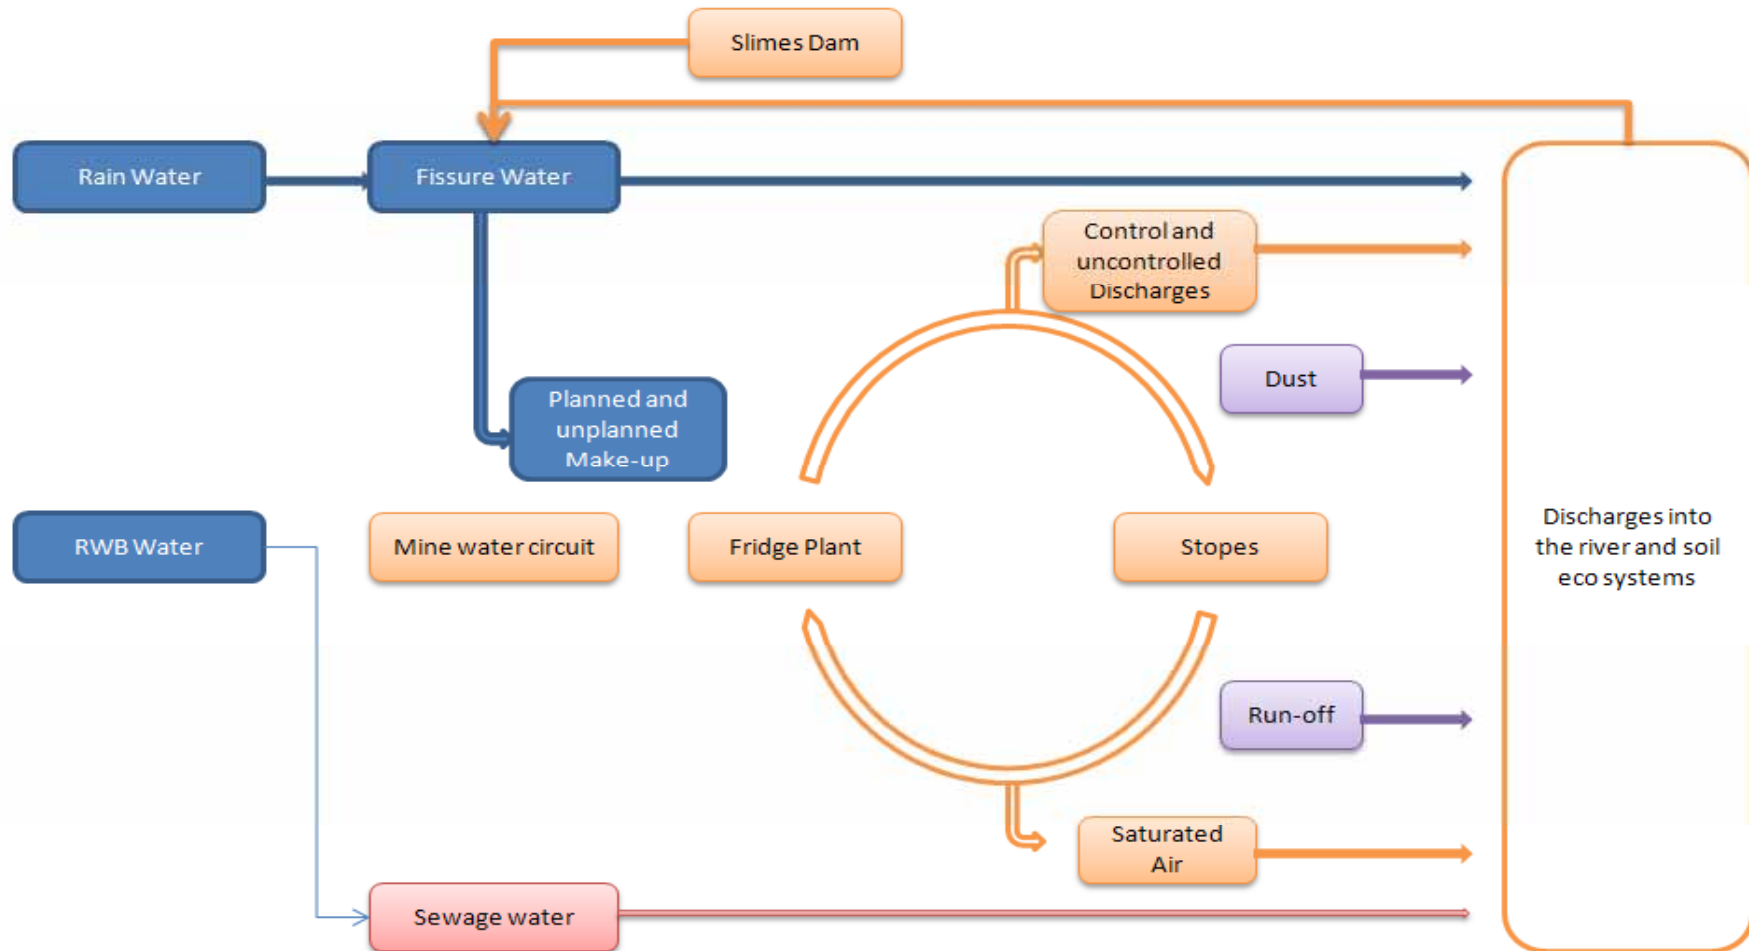 Slimes Dam
Rain Water
Fissure Water
Control and
uncontrolled
Discharges
Dust
Planned and
unplanned
Make-up
RWB Water
Mine water circuit
Fridge Plant
Stopes
Discharges into
the river and soil
eco systems
Run-off
Saturated
Air
Sewage water